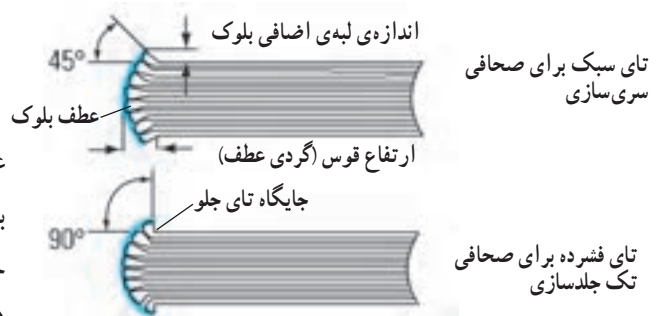 اندازه‌ی لبه‌ی اضافی بلوک
45°
تای سبک برای صحافی
سری‌سازی
عطف بلوک
ارتفاع قوس (گردی عطف)
جایگاه تای جلو
90°
تای فشرده برای صحافی
تک جلدسازی